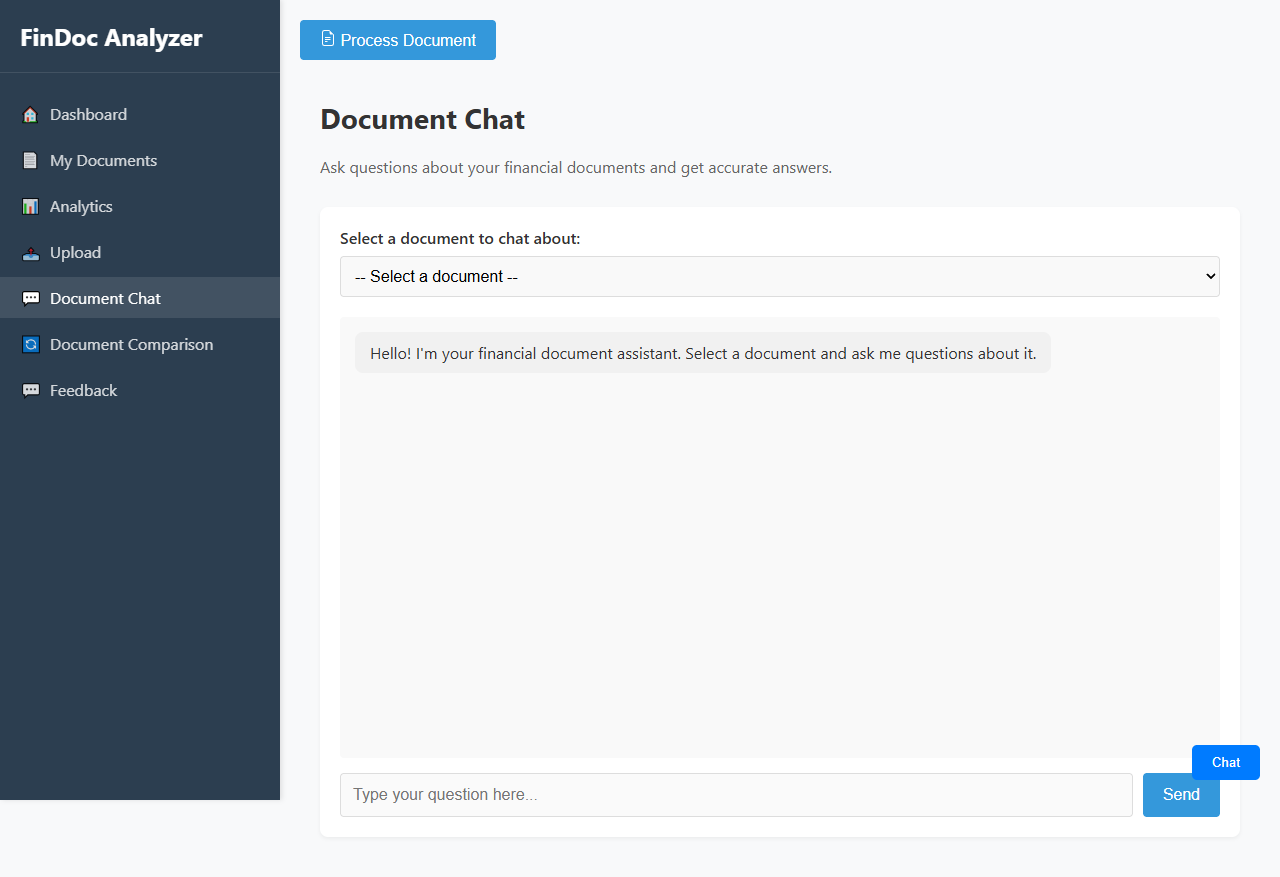 FinDoc Analyzer
Dashboard
My Documents
Analytics
Upload
Document Chat
Document Comparison
Feedback
Process Document
Document Chat
Ask questions about your financial documents and get accurate answers.
Select a document to chat about:
-- Select a document --
Hello! I'm your financial document assistant. Select a document and ask me questions about it.
Chat
Type your question here...
Send